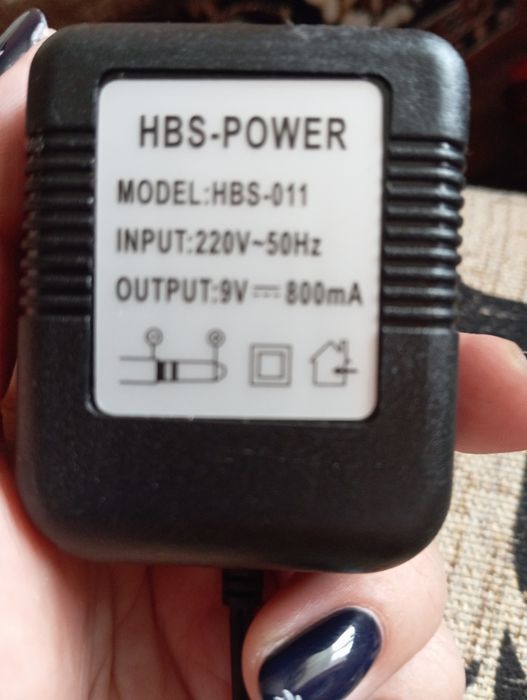 HBS-POWER
MODEL:HBS-011
INPUT:220V~50Hz
OUTPUT:9V⎓800mA